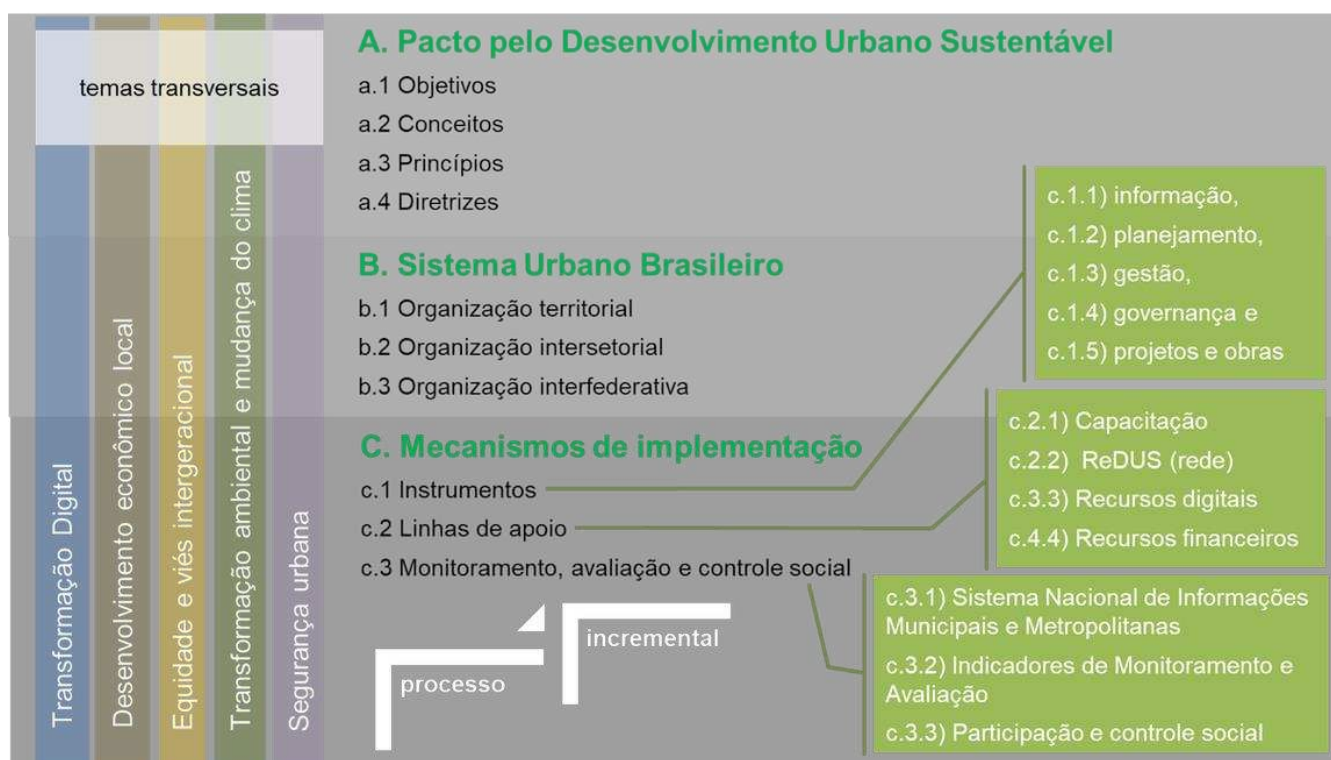 temas transversais
Transformação Digital
Desenvolvimento econômico local
Equidade e viés intergeracional
Transformação ambiental e mudança do clima
Segurança urbana
A. Pacto pelo Desenvolvimento Urbano Sustentável
a.1 Objetivos
a.2 Conceitos
a.3 Princípios
a.4 Diretrizes
B. Sistema Urbano Brasileiro
b.1 Organização territorial
b.2 Organização intersetorial
b.3 Organização interfederativa
C. Mecanismos de implementação
c.1 Instrumentos
c.2 Linhas de apoio
c.3 Monitoramento, avaliação e controle social
processo
incremental
c.1.1) informação,
c.1.2) planejamento,
c.1.3) gestão,
c.1.4) governança e
c.1.5) projetos e obras
c.2.1) Capacitação
c.2.2) ReDUS (rede)
c.3.3) Recursos digitais
c.4.4) Recursos financeiros
c.3.1) Sistema Nacional de Informações
Municipais e Metropolitanas
c.3.2) Indicadores de Monitoramento e
Avaliação
c.3.3) Participação e controle social